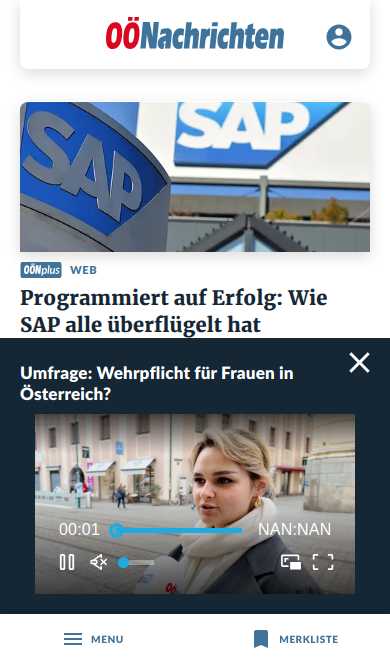 OÖNachrichten
SAP
SAP
OÖNplus WEB
Programmiert auf Erfolg: Wie
SAP alle überflügelt hat
Umfrage: Wehrpflicht für Frauen in
Österreich?
00:01 NAN:NAN
MENU MERKLISTE